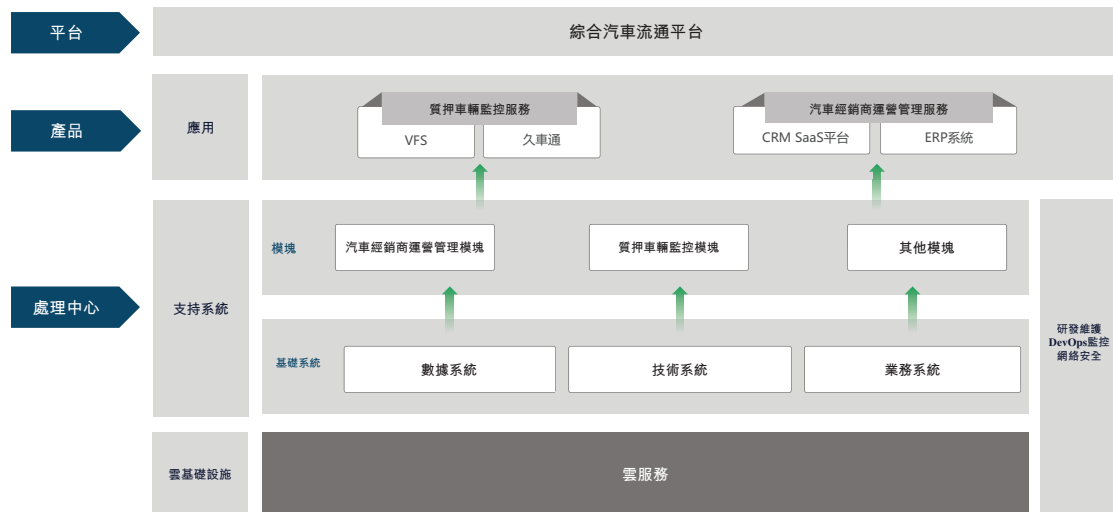 平台
綜合汽車流通平台
產品
應用
質押車輛監控服務
VFS
久車通
汽車經銷商運營管理服務
CRM SaaS平台
ERP系統
處理中心
支持系統
模塊
汽車經銷商運營管理模塊
質押車輛監控模塊
其他模塊
基礎系統
數據系統
技術系統
業務系統
研發維護
DevOps監控
網絡安全
雲基礎設施
雲服務